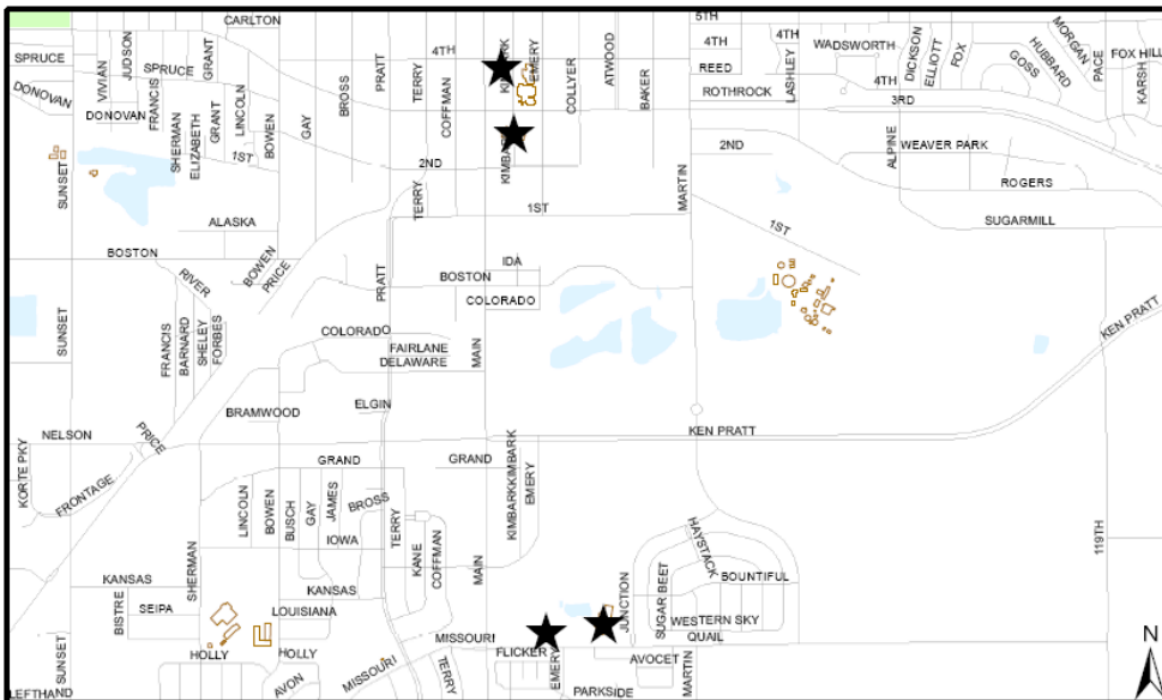 CARLTON
5TH
SPRUCE
VIVIAN
JUDSON
SPRUCE
GRANT
DONOVAN
FRANCIS
DONOVAN
SHERMAN
ELIZABETH
GRANT
LINCOLN
BOWEN
1ST
GAY
BROSS
PRATT
TERRY
4TH
COFFMAN
EMERY
COLLYER
ATWOOD
BAKER
4TH
4TH
REED
ROTHROCK
LASHLEY
WADSWORTH
4TH
3RD
DICKSON
ELLIOTT
FOX
GOSS
HUBBARD
MORGAN
PACE
FOX HILL
KARSH
2ND
2ND
ALPINE
WEAVER PARK
ROGERS
SUGARMILL
SUNSET
MARTIN
TERRY
1ST
1ST
ALASKA
BOSTON
RIVER
BOWEN
PRICE
PRATT
IDA
BOSTON
COLORADO
SUNSET
FRANCIS
BARNARD
SHELEY
FORBES
COLORADO
FAIRLANE
DELAWARE
MAIN
KEN PRATT
ELGIN
BRAMWOOD
NELSON
PRICE
KEN PRATT
KORTE PKY
FRONTAGE
GRAND
GRAND
KIMBARK
KIMBARK
EMERY
LINCOLN
BOWEN
BUSCH
GAY
JAMES
BROSS
IOWA
TERRY
KANE
COFFMAN
MAIN
HAYSTACK
119TH
KANSAS
SHERMAN
KANSAS
BISTRE
SEIPA
LOUISIANA
JUNCTION
SUGAR BEET
BOUNTIFUL
WESTERN SKY
QUAIL
N
SUNSET
HOLLY
HOLLY
AVON
MISSOURI
MISSOURI
TERRY
FLICKER
EMERY
AVOCET
MARTIN
PARKSIDE
LEFTHAND